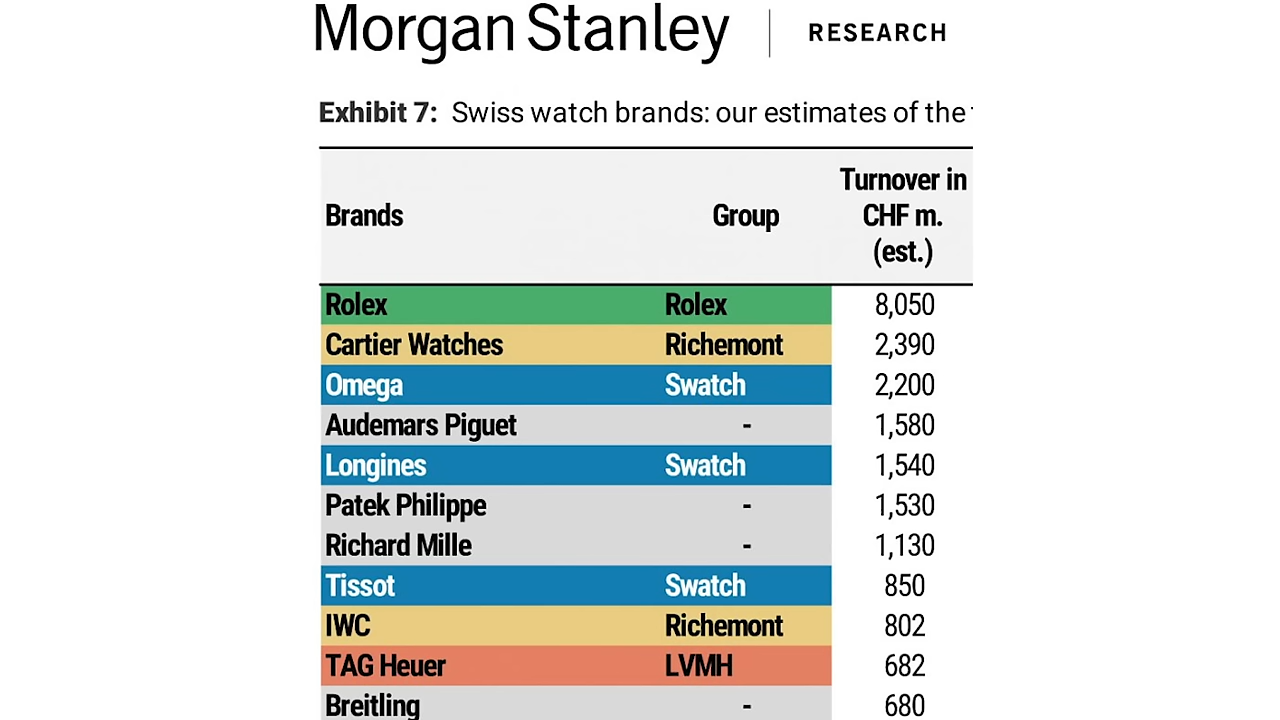 Morgan Stanley | RESEARCH
Exhibit 7: Swiss watch brands: our estimates of the
Brands Group Turnover in CHF m. (est.)
Rolex Rolex 8,050
Cartier Watches Richemont 2,390
Omega Swatch 2,200
Audemars Piguet - 1,580
Longines Swatch 1,540
Patek Philippe - 1,530
Richard Mille - 1,130
Tissot Swatch 850
IWC Richemont 802
TAG Heuer LVMH 682
Breitling - 680